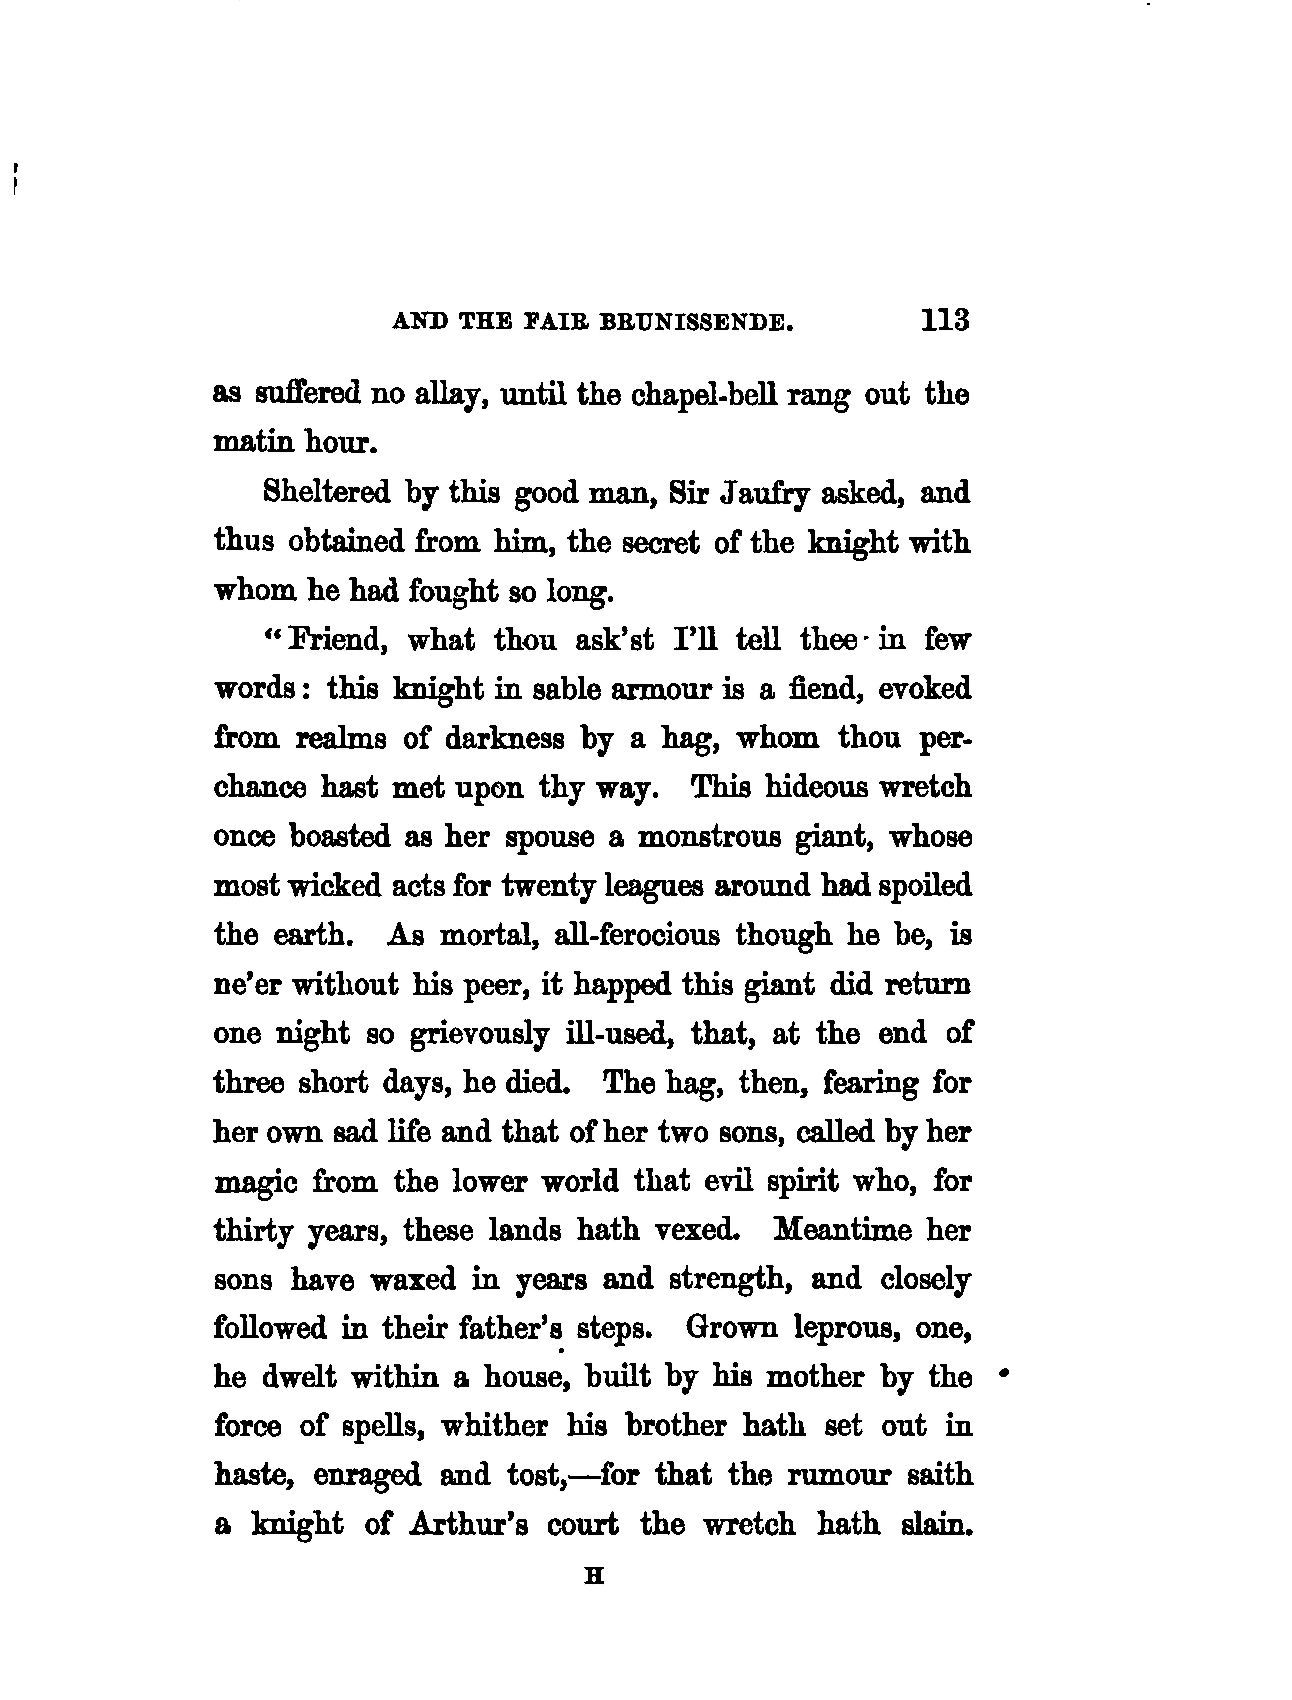 AND THE FAIR BRUNISSENDE. 113
as suffered no allay, until the chapel-bell rang out the
matin hour.
Sheltered by this good man, Sir Jaufry asked, and
thus obtained from him, the secret of the knight with
whom he had fought so long.
“Friend, what thou ask’st I’ll tell thee in few
words: this knight in sable armour is a fiend, evoked
from realms of darkness by a hag, whom thou per-
chance hast met upon thy way. This hideous wretch
once boasted as her spouse a monstrous giant, whose
most wicked acts for twenty leagues around had spoiled
the earth. As mortal, all-ferocious though he be, is
ne’er without his peer, it happed this giant did return
one night so grievously ill-used, that, at the end of
three short days, he died. The hag, then, fearing for
her own sad life and that of her two sons, called by her
magic from the lower world that evil spirit who, for
thirty years, these lands hath vexed. Meantime her
sons have waxed in years and strength, and closely
followed in their father’s steps. Grown leprous, one,
he dwelt within a house, built by his mother by the
force of spells, whither his brother hath set out in
haste, enraged and tost,—for that the rumour saith
a knight of Arthur’s court the wretch hath slain.
H